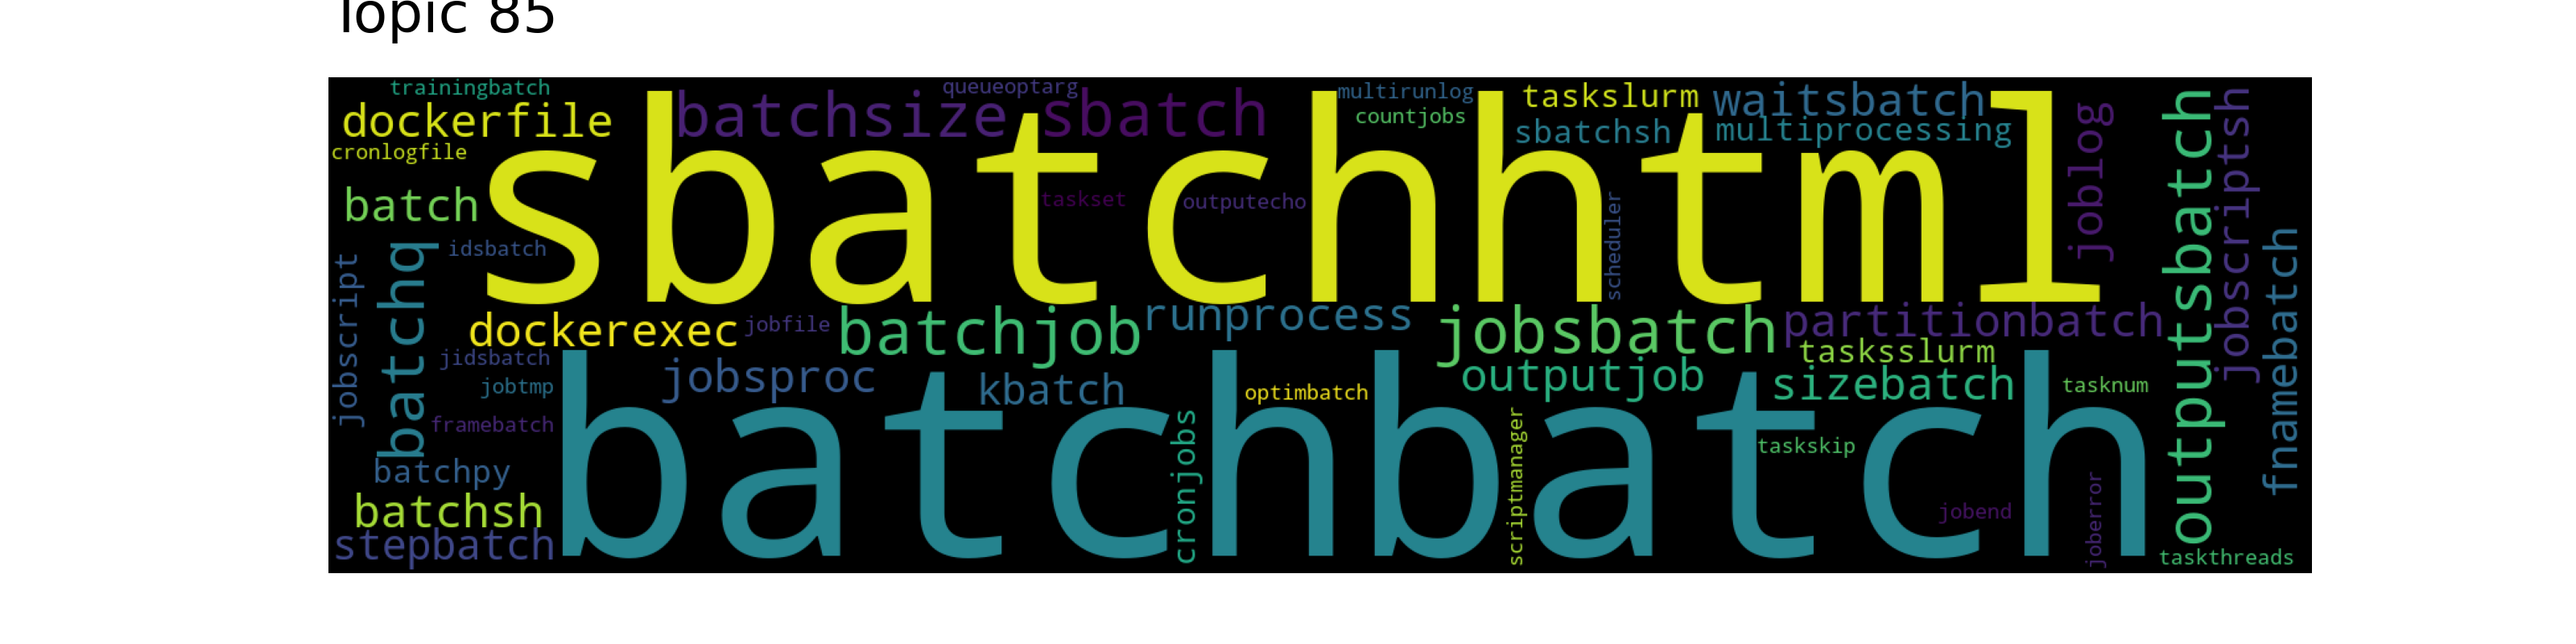 Topic 85
trainingbatch
queueoptarg
multirunlog
taskslurm
waitsbatch
dockerfile
batchsize
sbatch
countjobs
sbatchsh
multiprocessing
cronlogfile
sbatchhtml
joblog
outputsbatch
jobscriptsh
batch
taskset
outputecho
scheduler
idsbatch
jobscript
batchq
fnamebatch
dockerexec
jobfile
batchjob
runprocess
jobsbatch
partitionbatch
jidsbatch
tasksslurm
jobtmp
jobsproc
kbatch
optimbatch
outputjob
sizebatch
tasknum
framebatch
batchbatch
cronjobs
scriptmanager
taskskip
batchpy
jobend
joberror
batchsh
stepbatch
taskthreads